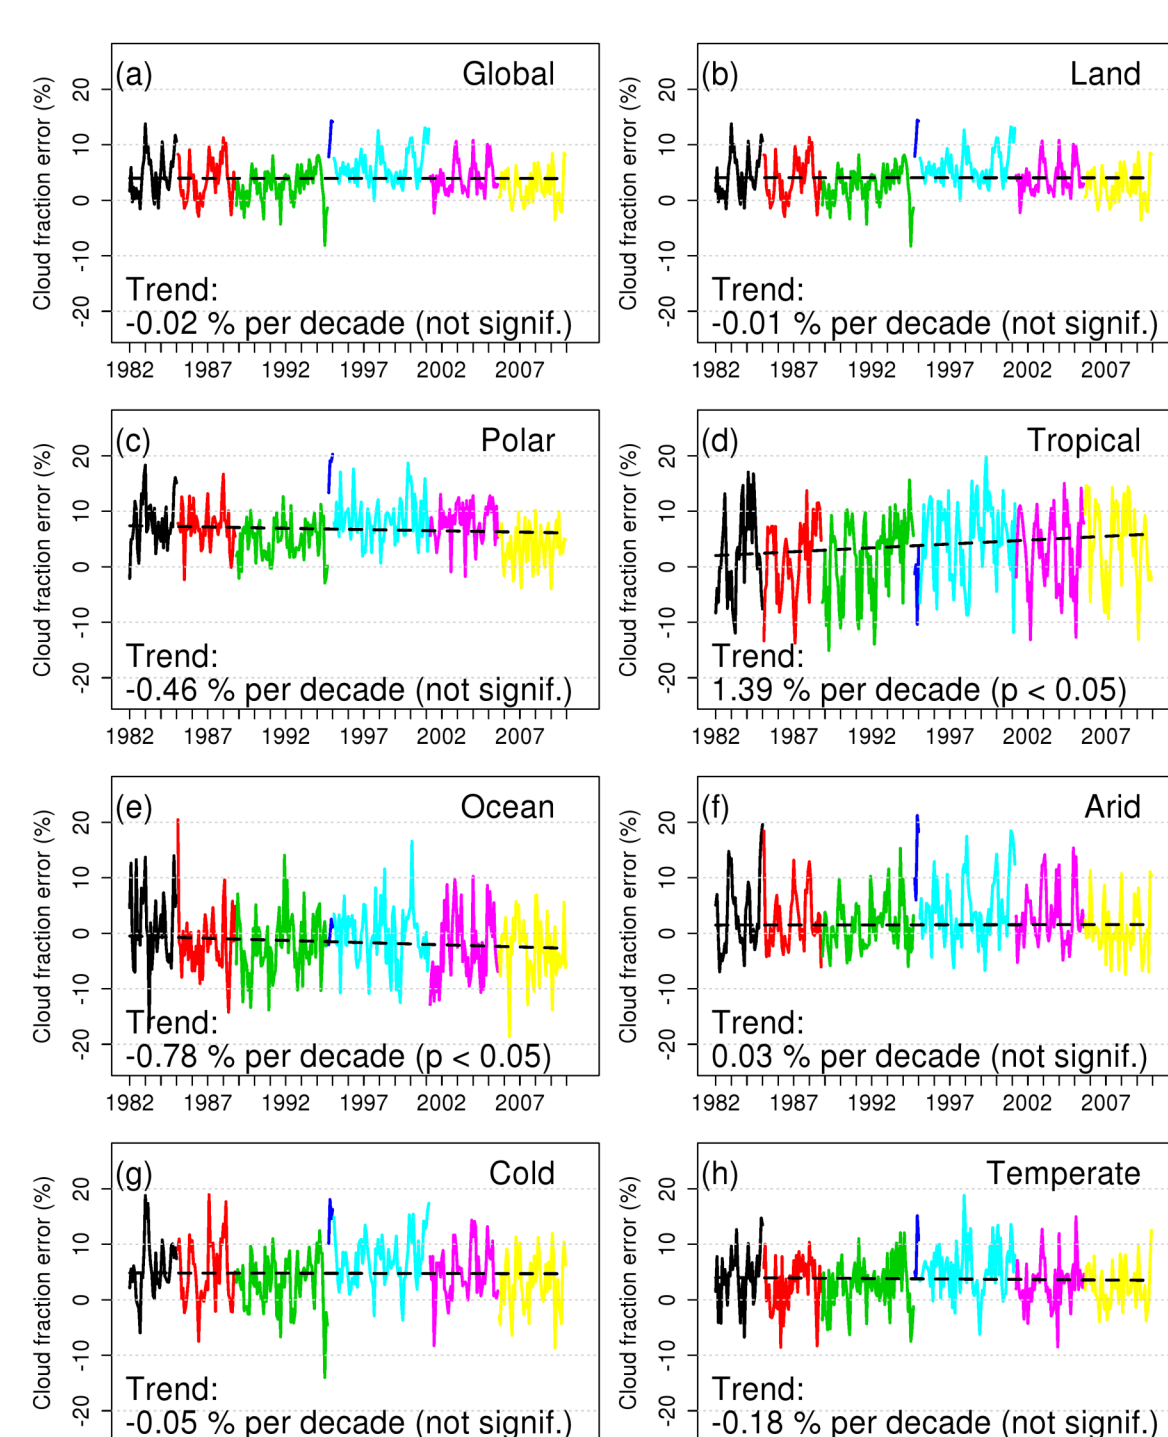 (a) Global
Cloud fraction error (%)
20
10
0
-10
-20
Trend:
-0.02 % per decade (not signif.)
1982 1987 1992 1997 2002 2007
(b) Land
Cloud fraction error (%)
20
10
0
-10
-20
Trend:
-0.01 % per decade (not signif.)
1982 1987 1992 1997 2002 2007
(c) Polar
Cloud fraction error (%)
20
10
0
-10
-20
Trend:
-0.46 % per decade (not signif.)
1982 1987 1992 1997 2002 2007
(d) Tropical
Cloud fraction error (%)
20
10
0
-10
-20
Trend:
1.39 % per decade (p < 0.05)
1982 1987 1992 1997 2002 2007
(e) Ocean
Cloud fraction error (%)
20
10
0
-10
-20
Trend:
-0.78 % per decade (p < 0.05)
1982 1987 1992 1997 2002 2007
(f) Arid
Cloud fraction error (%)
20
10
0
-10
-20
Trend:
0.03 % per decade (not signif.)
1982 1987 1992 1997 2002 2007
(g) Cold
Cloud fraction error (%)
20
10
0
-10
-20
Trend:
-0.05 % per decade (not signif.)
(h) Temperate
Cloud fraction error (%)
20
10
0
-10
-20
Trend:
-0.18 % per decade (not signif.)